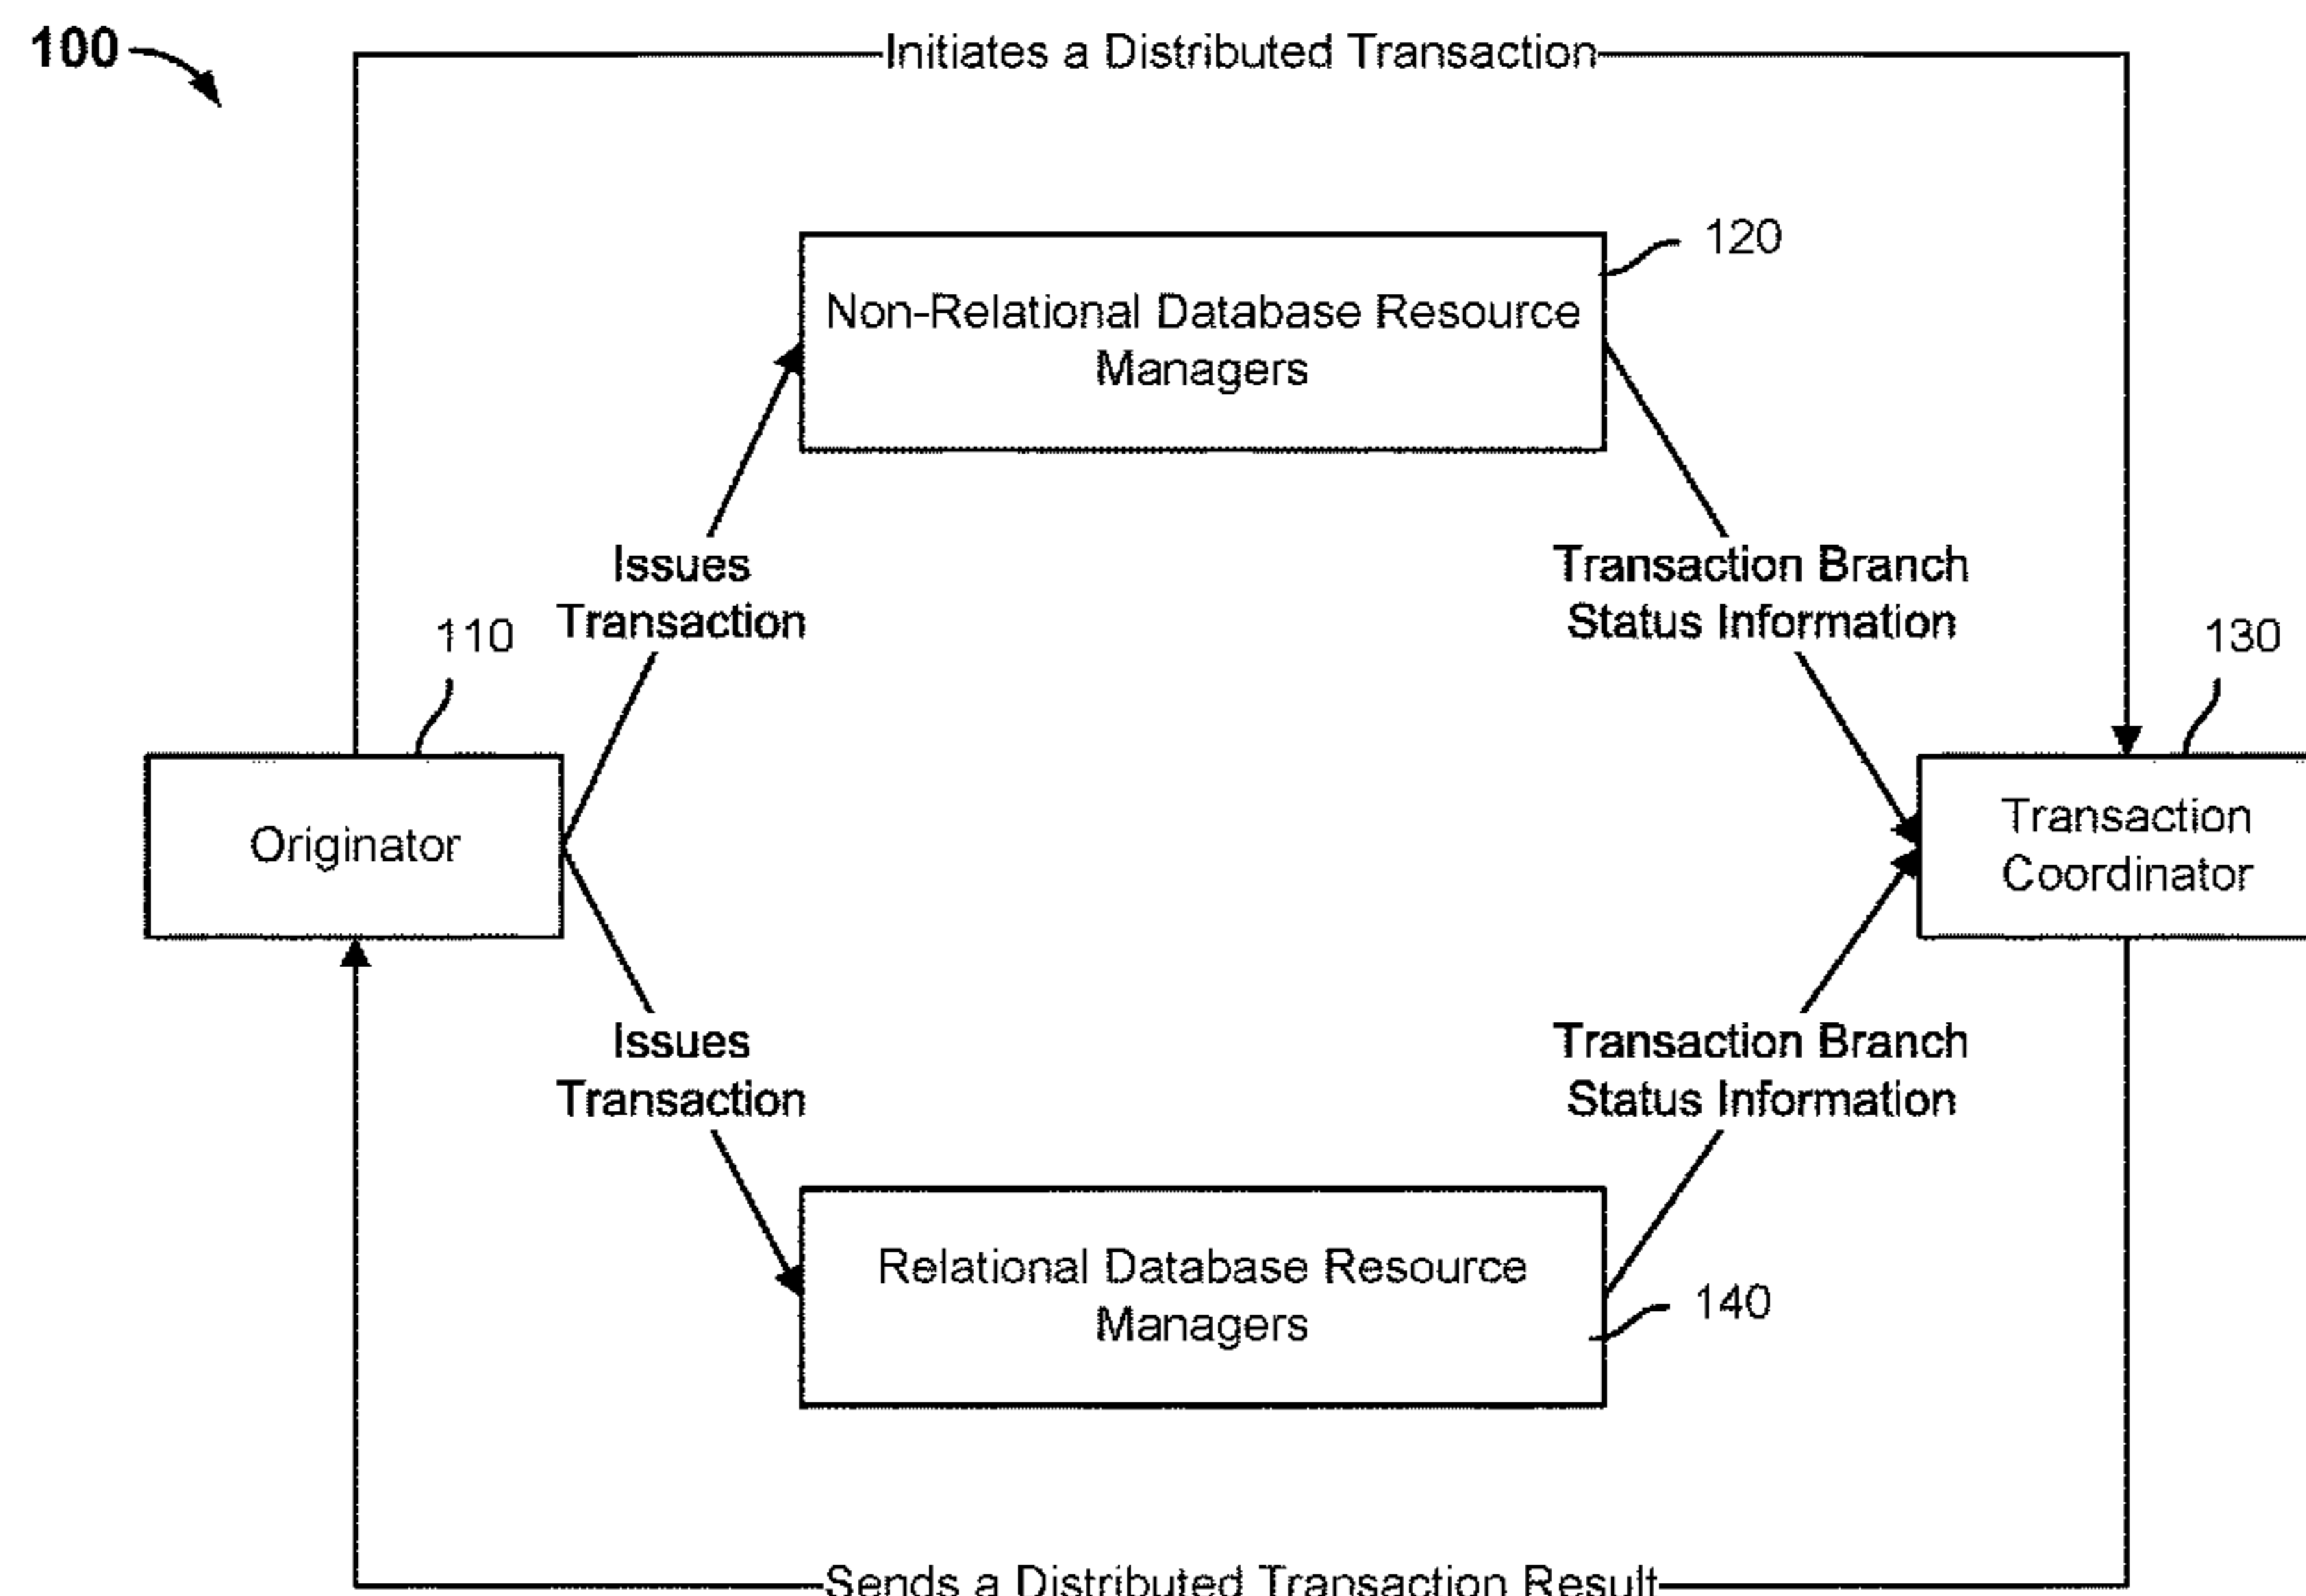 100
Initiates a Distributed Transaction
120
Non-Relational Database Resource
Managers
Issues
Transaction
Transaction Branch
Status Information
110
130
Originator
Transaction
Coordinator
Issues
Transaction
Transaction Branch
Status Information
Relational Database Resource
Managers
140
Sends a Distributed Transaction Result